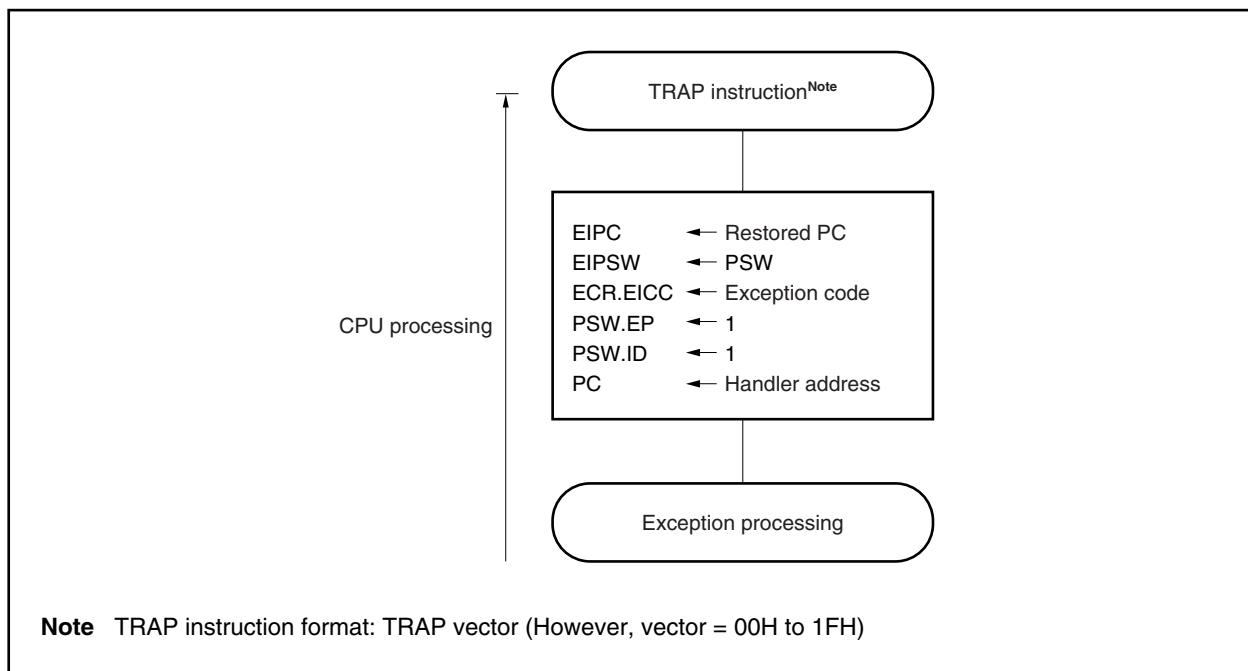 TRAP instructionNote
CPU processing
EIPC ← Restored PC
EIPSW ← PSW
ECR.EICC ← Exception code
PSW.EP ← 1
PSW.ID ← 1
PC ← Handler address
Exception processing
Note TRAP instruction format: TRAP vector (However, vector = 00H to 1FH)